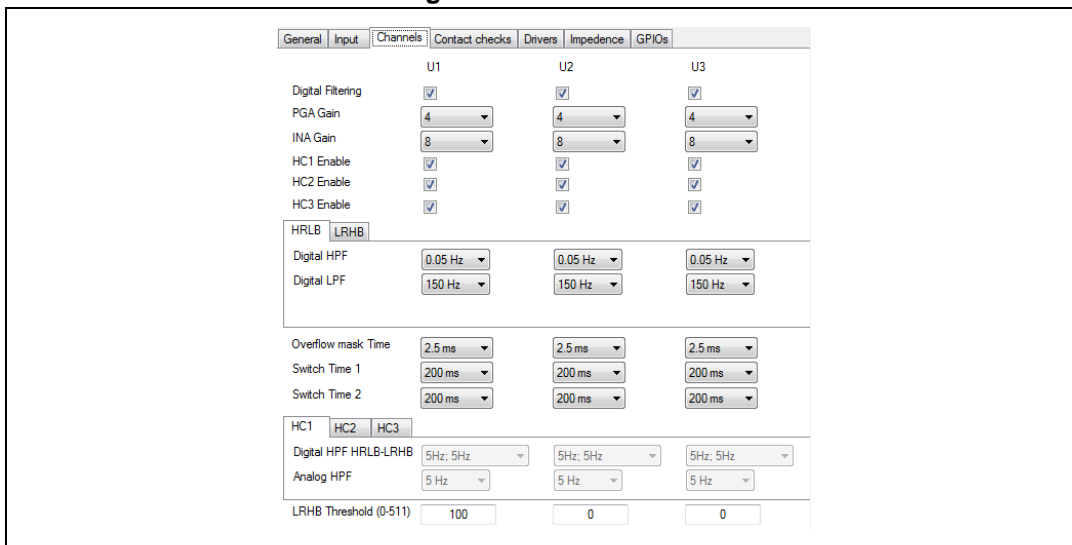 General Input Channels Contact checks Drivers Impedence GPIOs
U1 U2 U3
Digital Filtering
PGA Gain 4 4 4
INA Gain 8 8 8
HC1 Enable
HC2 Enable
HC3 Enable
HRLB LRHB
Digital HPF 0.05 Hz 0.05 Hz 0.05 Hz
Digital LPF 150 Hz 150 Hz 150 Hz
Overflow mask Time 2.5 ms 2.5 ms 2.5 ms
Switch Time 1 200 ms 200 ms 200 ms
Switch Time 2 200 ms 200 ms 200 ms
HC1 HC2 HC3
Digital HPF HRLB-LRHB 5Hz; 5Hz 5Hz; 5Hz 5Hz; 5Hz
Analog HPF 5 Hz 5 Hz 5 Hz
LRHB Threshold (0-511) 100 0 0